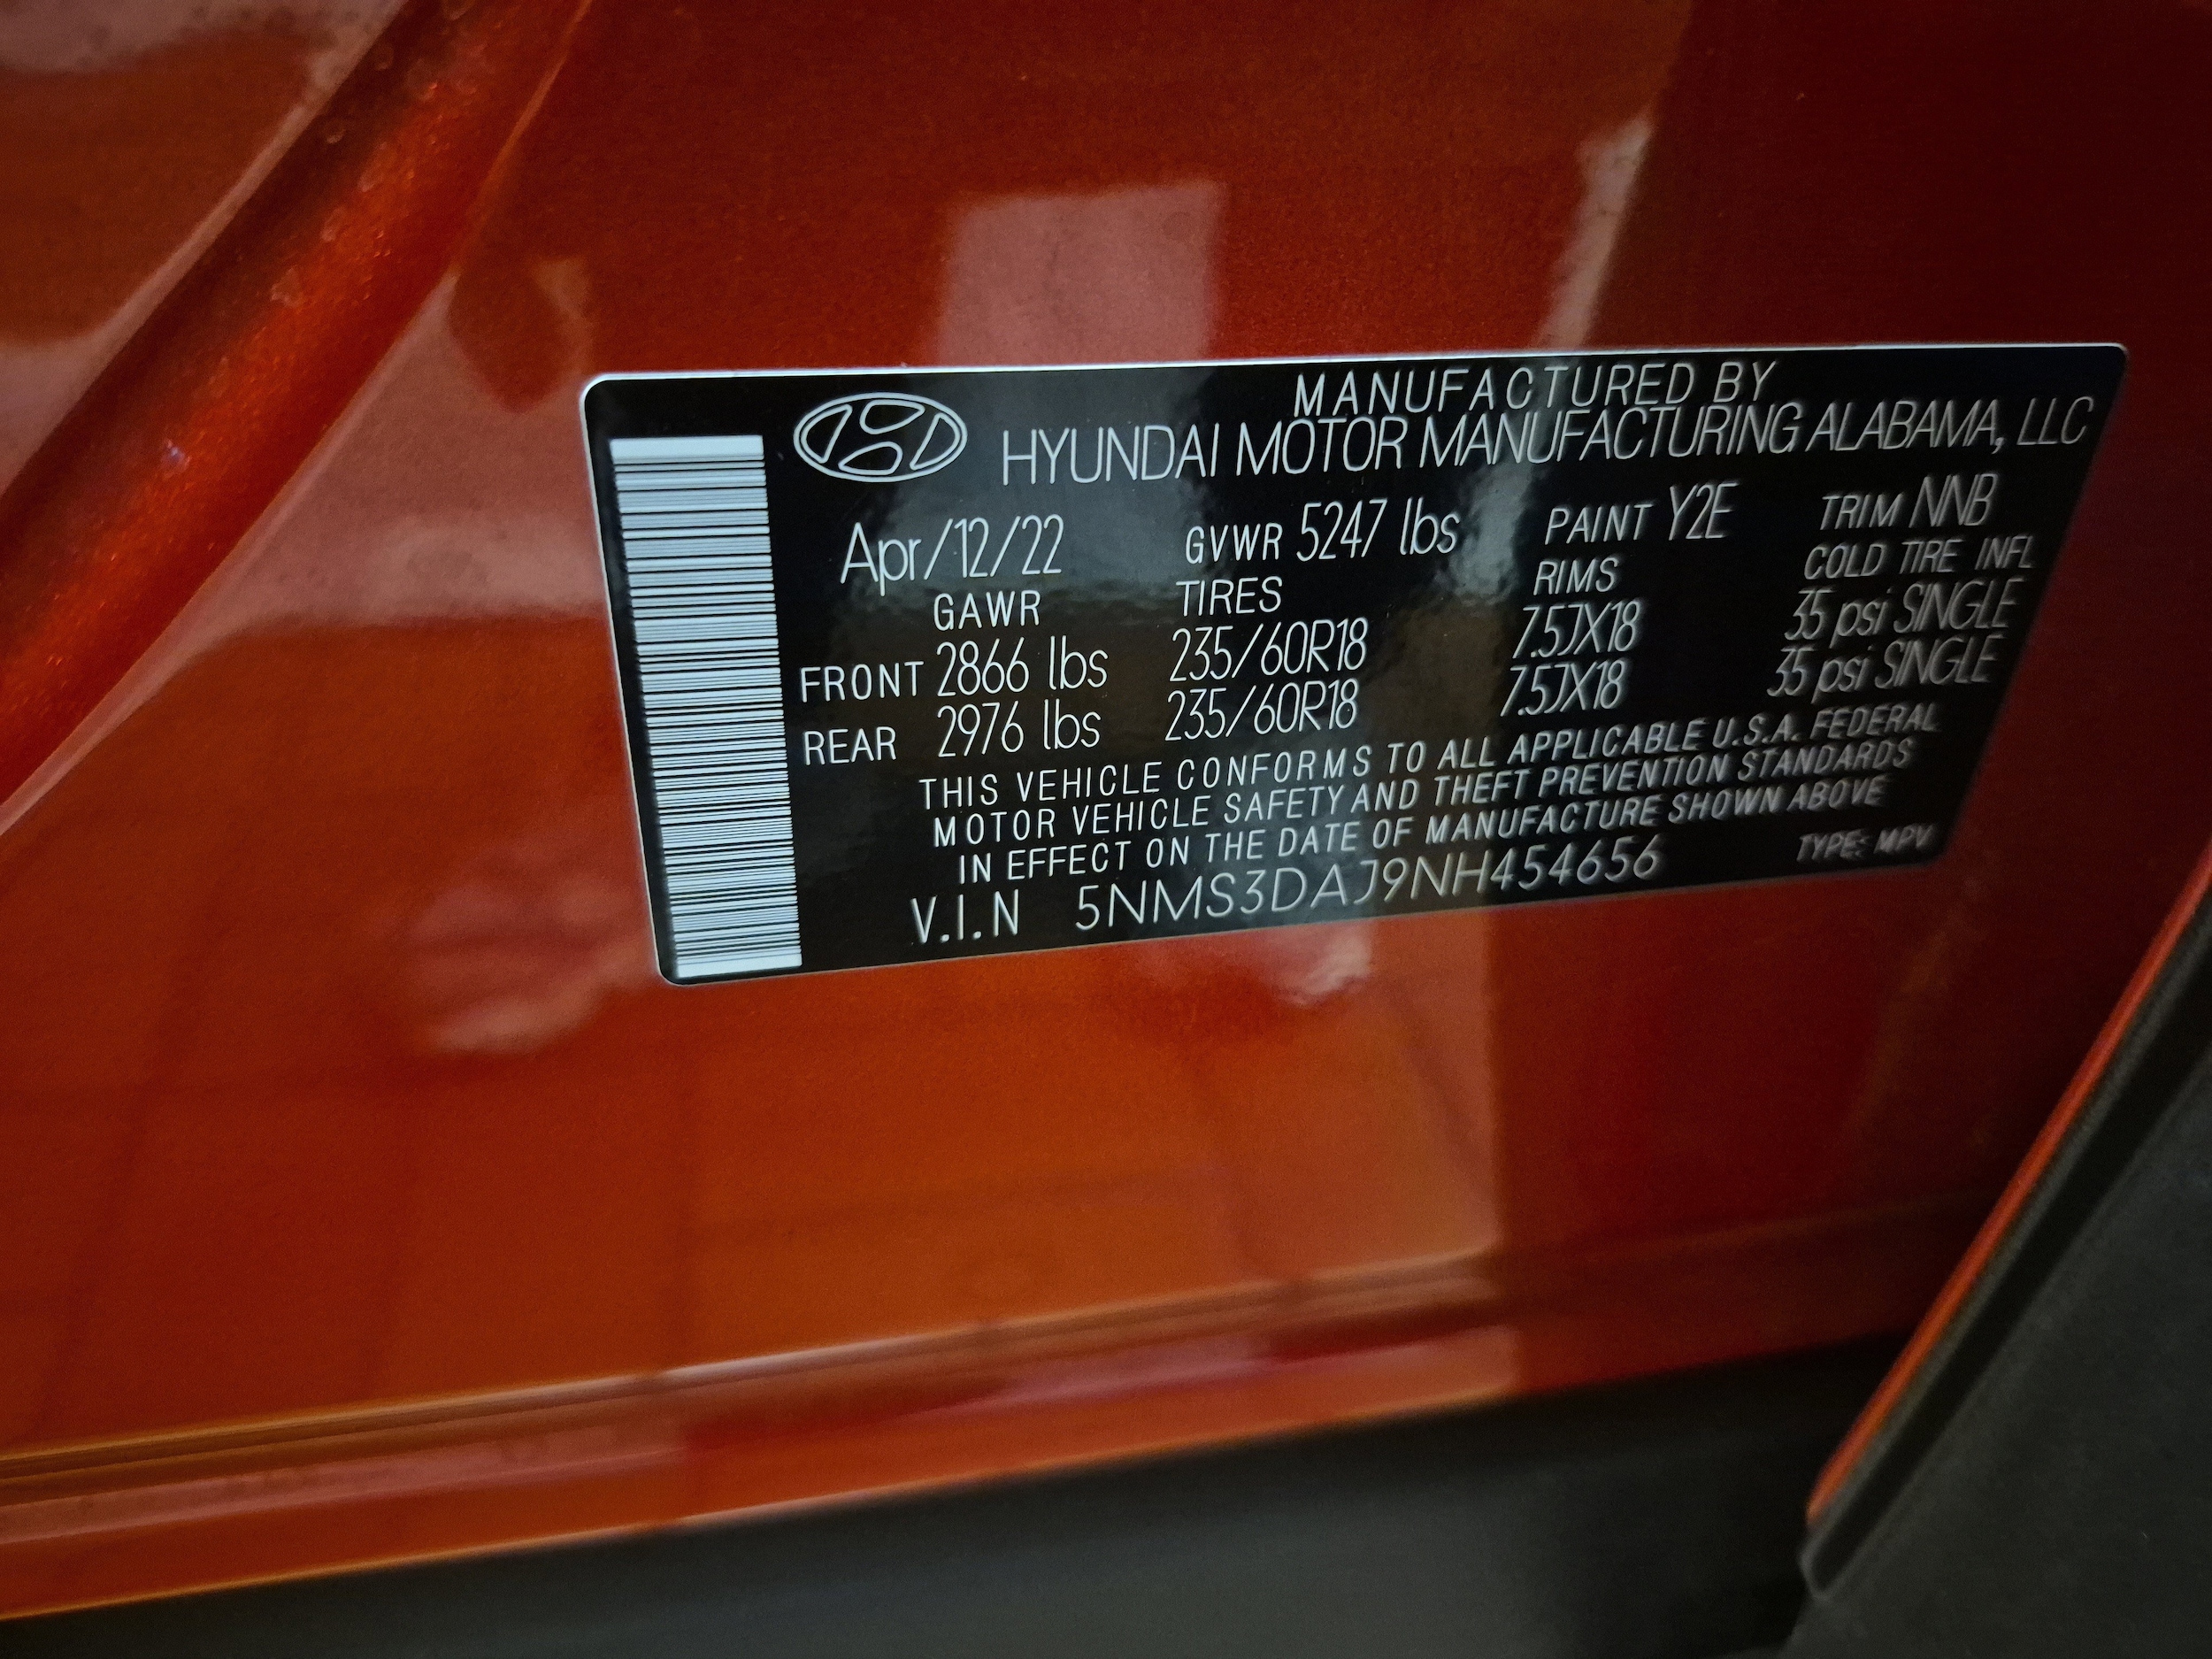 MANUFACTURED BY
HYUNDAI MOTOR MANUFACTURING ALABAMA, LLC
Apr/12/22 GVWR 5247 lbs PAINT Y2E TRIM NNB
GAWR TIRES RIMS COLD TIRE INFL
FRONT 2866 lbs 235/60R18 7.5JX18 35 psi SINGLE
REAR 2976 lbs 235/60R18 7.5JX18 35 psi SINGLE
THIS VEHICLE CONFORMS TO ALL APPLICABLE U.S.A. FEDERAL
MOTOR VEHICLE SAFETY AND THEFT PREVENTION STANDARDS
IN EFFECT ON THE DATE OF MANUFACTURE SHOWN ABOVE
V.I.N 5NMS3DAJ9NH454656 TYPE: MPV